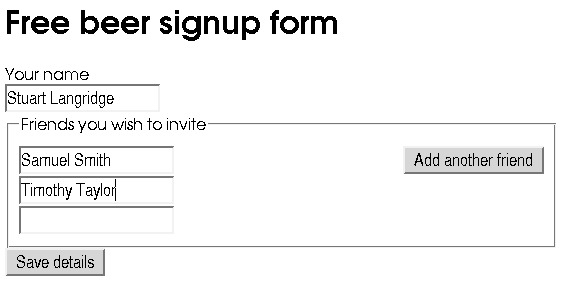 Free beer signup form
Your name
Stuart Langridge
Friends you wish to invite
Samuel Smith
Add another friend
Timothy Taylor
Save details